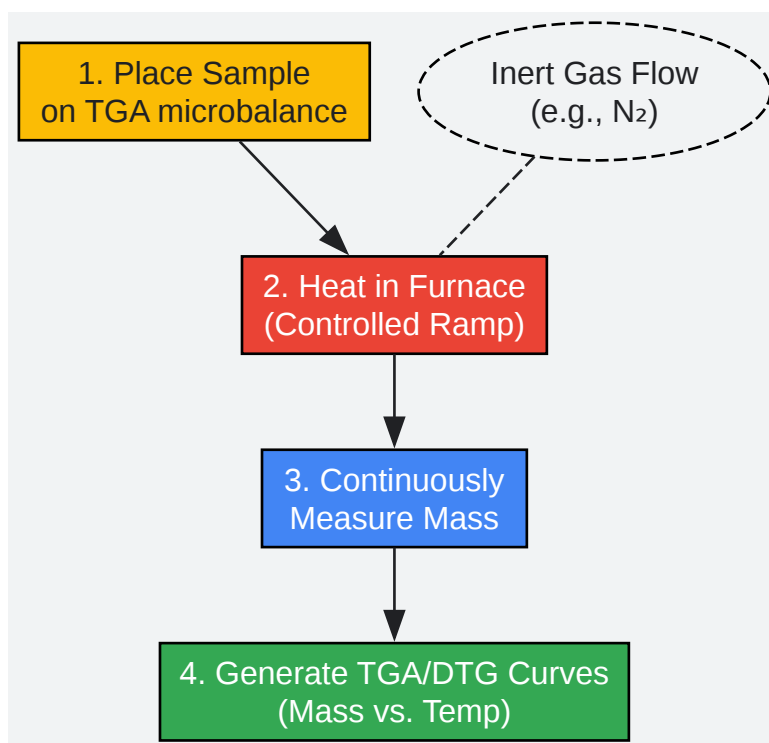 1. Place Sample
on TGA microbalance
Inert Gas Flow
(e.g., N₂)
2. Heat in Furnace
(Controlled Ramp)
3. Continuously
Measure Mass
4. Generate TGA/DTG Curves
(Mass vs. Temp)